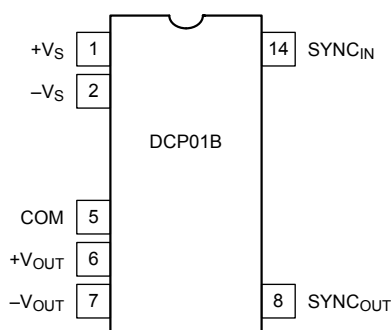 +VS 1 14 SYNCIN
–VS 2
DCP01B
COM 5
+VOUT 6
–VOUT 7 8 SYNCOUT